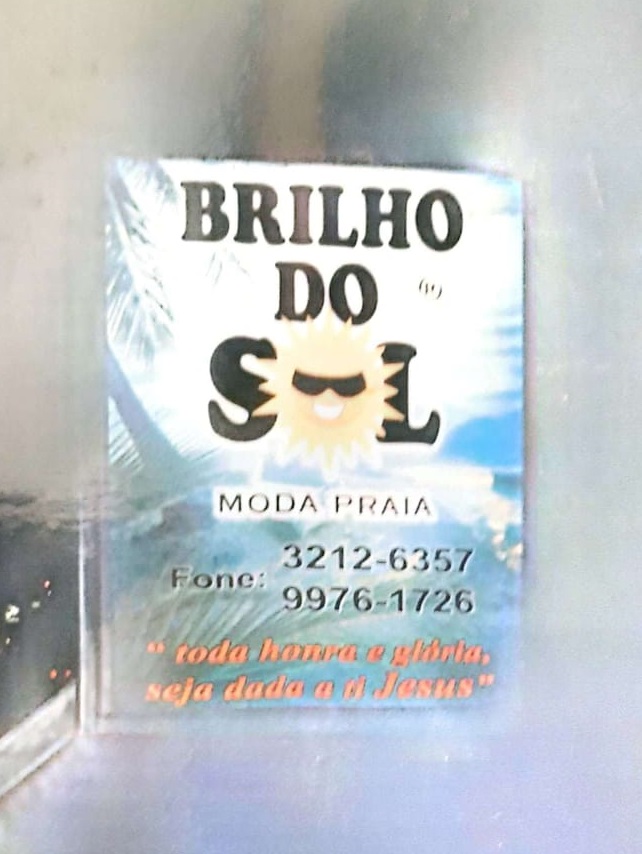 BRILHO
DO
SOL
MODA PRAIA
Fone: 3212-6357
9976-1726
" toda honra e glória,
seja dada a ti Jesus"